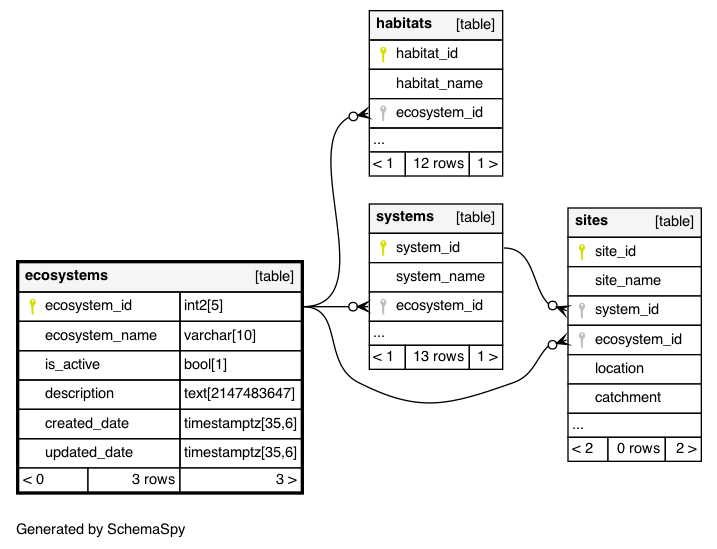 habitats [table]
habitat_id
habitat_name
ecosystem_id
...
< 1 12 rows 1 >
systems [table]
system_id
system_name
ecosystem_id
...
< 1 13 rows 1 >
sites [table]
site_id
site_name
system_id
ecosystem_id
location
catchment
...
< 2 0 rows 2 >
ecosystems [table]
ecosystem_id int2[5]
ecosystem_name varchar[10]
is_active bool[1]
description text[2147483647]
created_date timestamptz[35,6]
updated_date timestamptz[35,6]
< 0 3 rows 3 >
Generated by SchemaSpy